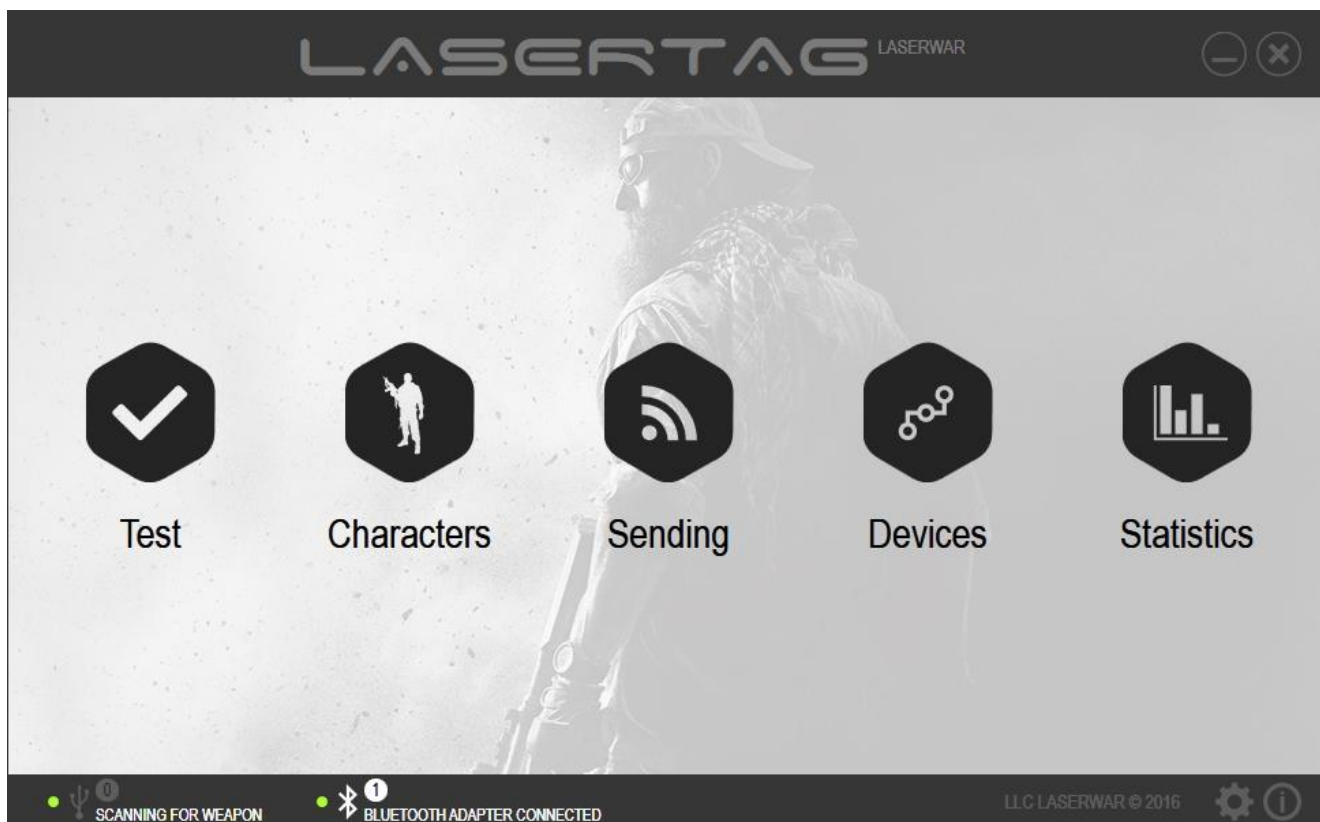 LASERTAG LASERWAR
Test Characters Sending Devices Statistics
0
SCANNING FOR WEAPON
1
BLUETOOTH ADAPTER CONNECTED
LLC LASERWAR © 2016